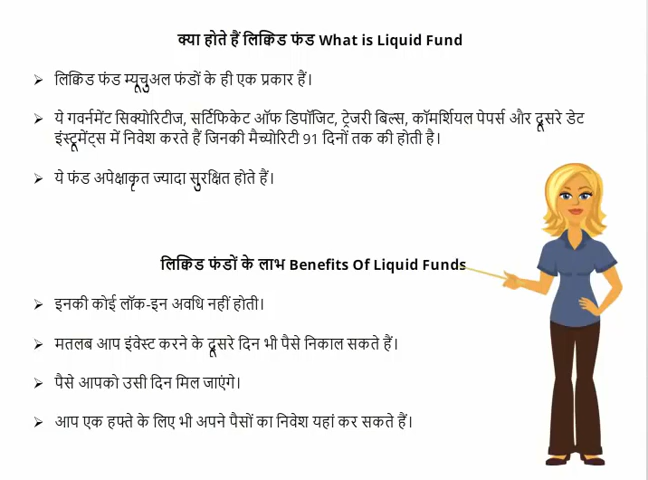 क्या होते हैं लिक्विड फंड What is Liquid Fund
➢ लिक्विड फंड म्यूचुअल फंडों के ही एक प्रकार हैं।
➢ ये गवर्नमेंट सिक्योरिटीज, सर्टिफिकेट ऑफ डिपॉजिट, ट्रेजरी बिल्स, कॉमर्शियल पेपर्स और दूसरे डेट
इंस्ट्रूमेंट्स में निवेश करते हैं जिनकी मैच्योरिटी 91 दिनों तक की होती है।
➢ ये फंड अपेक्षाकृत ज्यादा सुरक्षित होते हैं।
लिक्विड फंडों के लाभ Benefits Of Liquid Funds
➢ इनकी कोई लॉक-इन अवधि नहीं होती।
➢ मतलब आप इंवेस्ट करने के दूसरे दिन भी पैसे निकाल सकते हैं।
➢ पैसे आपको उसी दिन मिल जाएंगे।
➢ आप एक हफ्ते के लिए भी अपने पैसों का निवेश यहां कर सकते हैं।